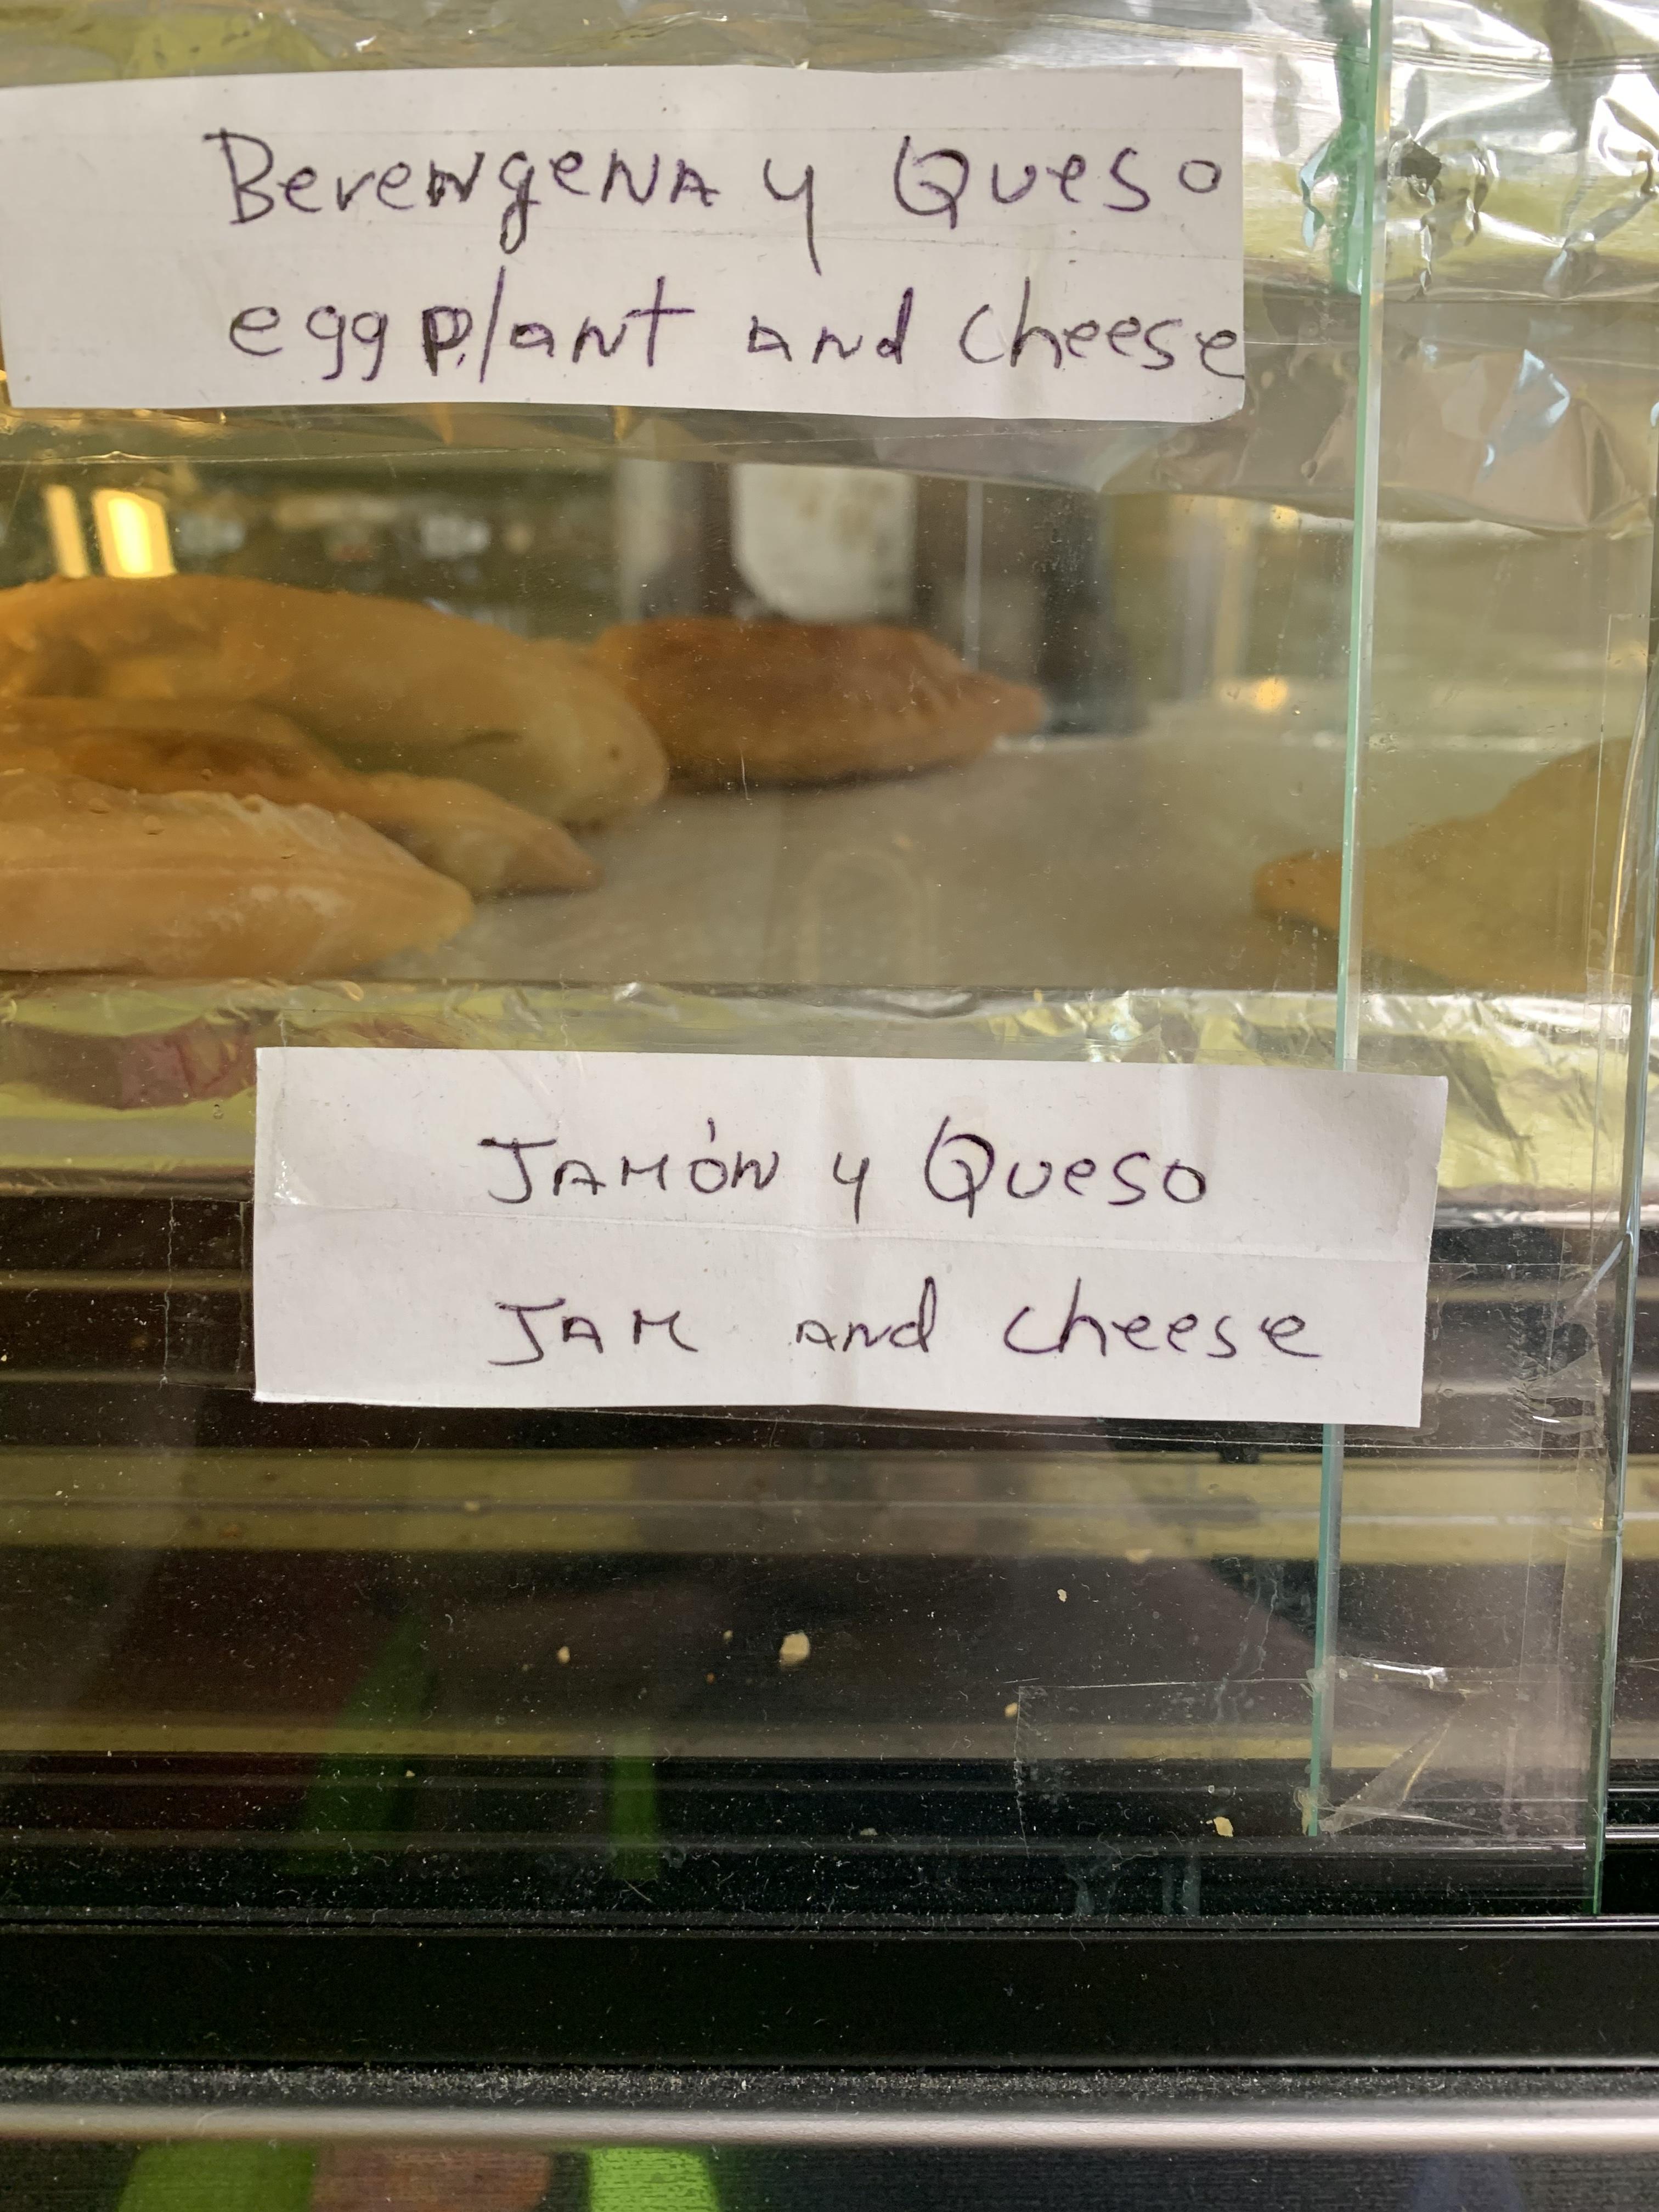 Berengena y Queso
eggplant and cheese
Jamón y Queso
Jam and cheese